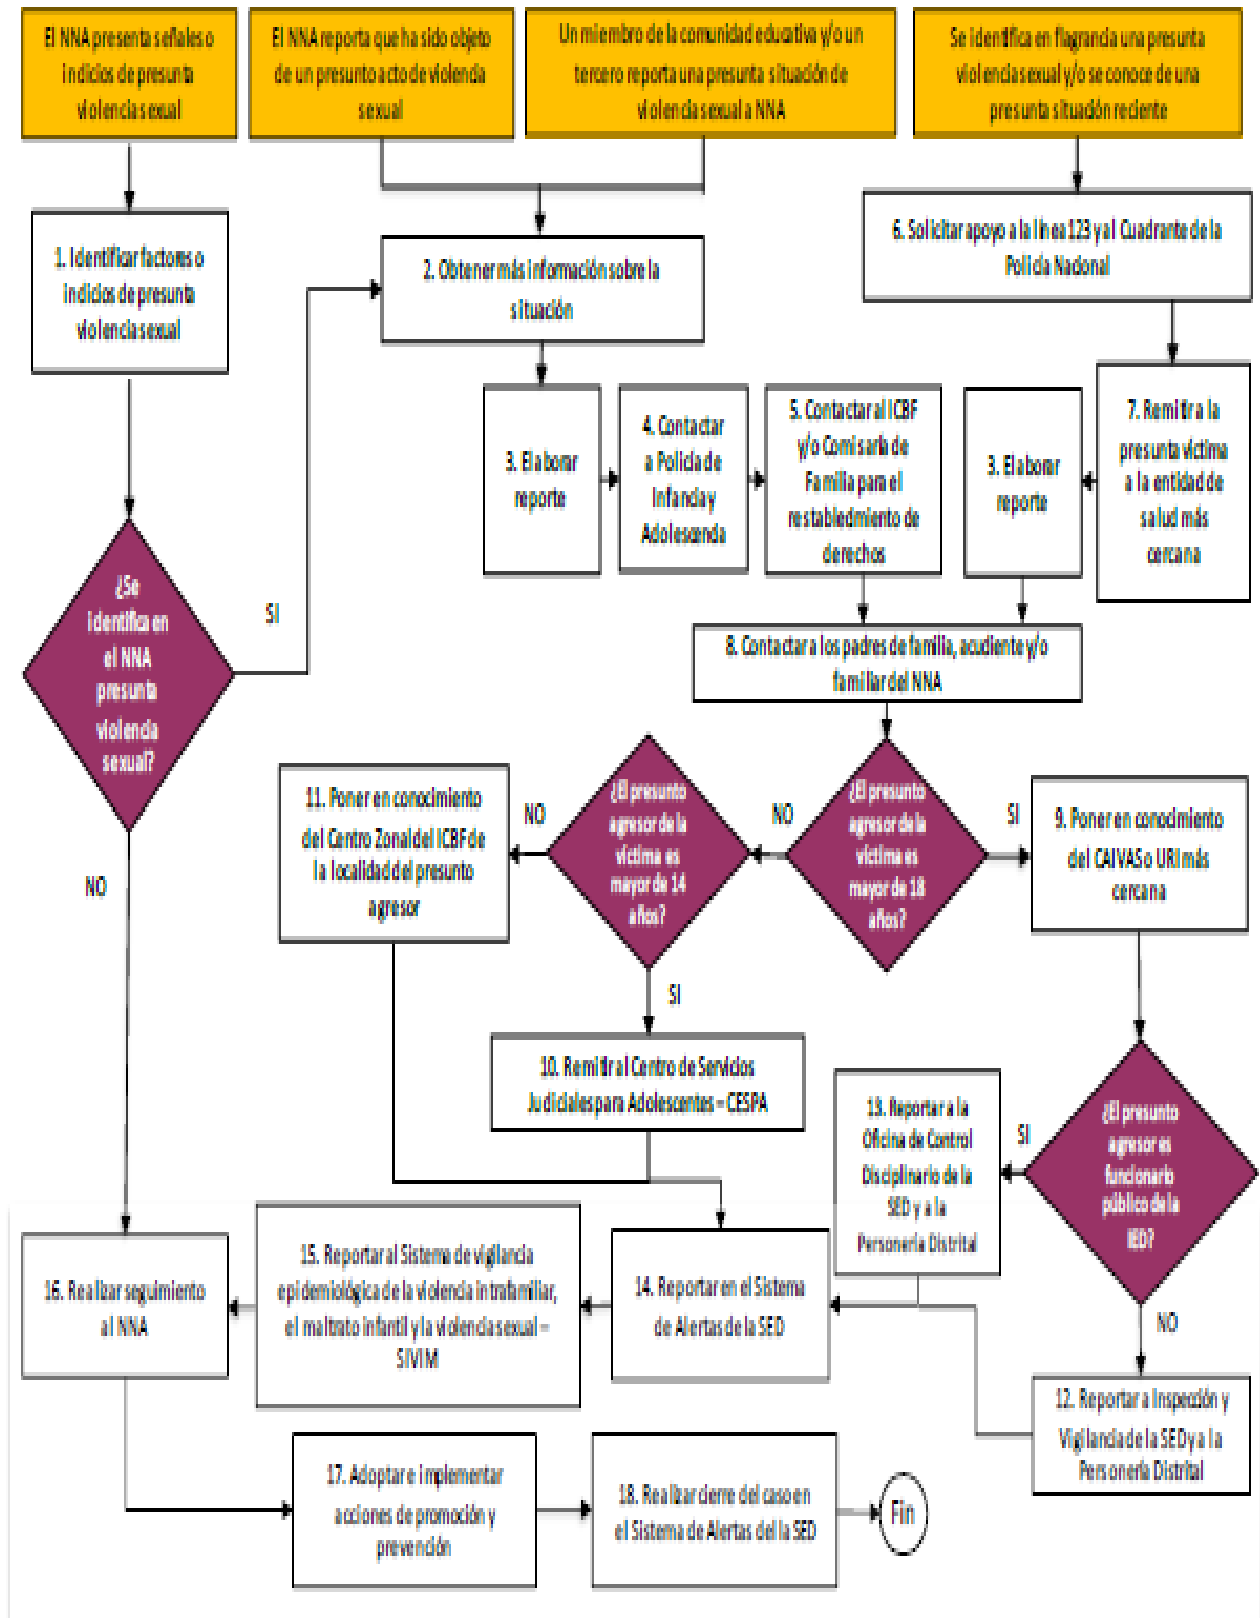 El NNA presenta señales o
indicios de presunta
violencia sexual
El NNA reporta que ha sido objeto
de un presunto acto de violencia
sexual
Un miembro de la comunidad educativa y/o un
tercero reporta una presunta situación de
violencia sexual a NNA
Se identifica en flagrancia una presunta
violencia sexual y/o se conoce de una
presunta situación reciente
1. Identificar factores o
indicios de presunta
violencia sexual
2. Obtener más información sobre la
situación
6. Solicitar apoyo a la línea 123 y al Cuadrante de la
Policía Nacional
3. Elaborar
reporte
4. Contactar
a Policía de
Infancia y
Adolescencia
5. Contactar al ICBF
y/o Comisaría de
Familia para el
restablecimiento de
derechos
3. Elaborar
reporte
7. Remitir a la
presunta víctima
a la entidad de
salud más
cercana
¿Se
identifica en
el NNA
presunta
violencia
sexual?
SI
NO
8. Contactar a los padres de familia, acudiente y/o
familiar del NNA
11. Poner en conocimiento
del Centro Zonal del ICBF de
la localidad del presunto
agresor
NO
¿El presunto
agresor de la
víctima es
mayor de 14
años?
NO
¿El presunto
agresor de la
víctima es
mayor de 18
años?
SI
9. Poner en conocimiento
del CAIVAS o URI más
cercana
SI
10. Remitir al Centro de Servicios
Judiciales para Adolescentes – CESPA
13. Reportar a la
Oficina de Control
Disciplinario de la
SED y a la
Personería Distrital
SI
¿El presunto
agresor es
funcionario
público de la
IED?
NO
16. Realizar seguimiento
al NNA
15. Reportar al Sistema de vigilancia
epidemiológica de la violencia intrafamiliar,
el maltrato infantil y la violencia sexual –
SIVIM
14. Reportar en el Sistema
de Alertas de la SED
12. Reportar a Inspección y
Vigilancia de la SED y a la
Personería Distrital
17. Adoptar e implementar
acciones de promoción y
prevención
18. Realizar cierre del caso en
el Sistema de Alertas dell a SED
Fin